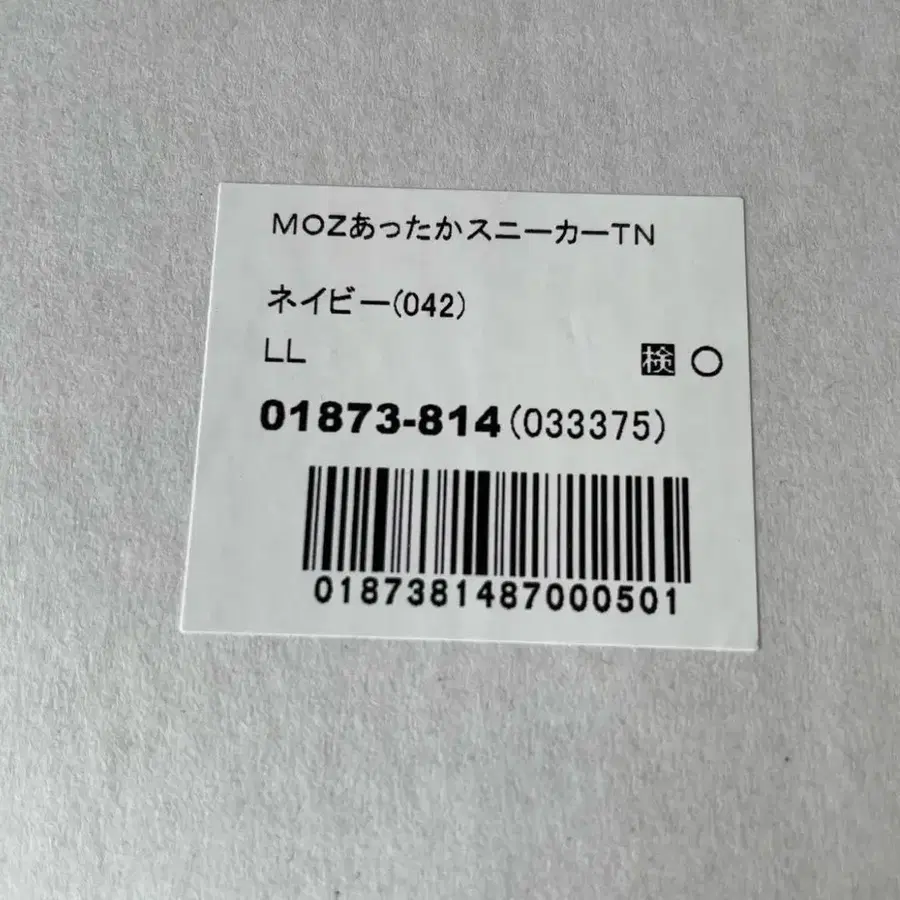 MOZあったかスニーカーTN
ネイビー(042)
LL
検 ○
01873-814(033375)
0187381487000501